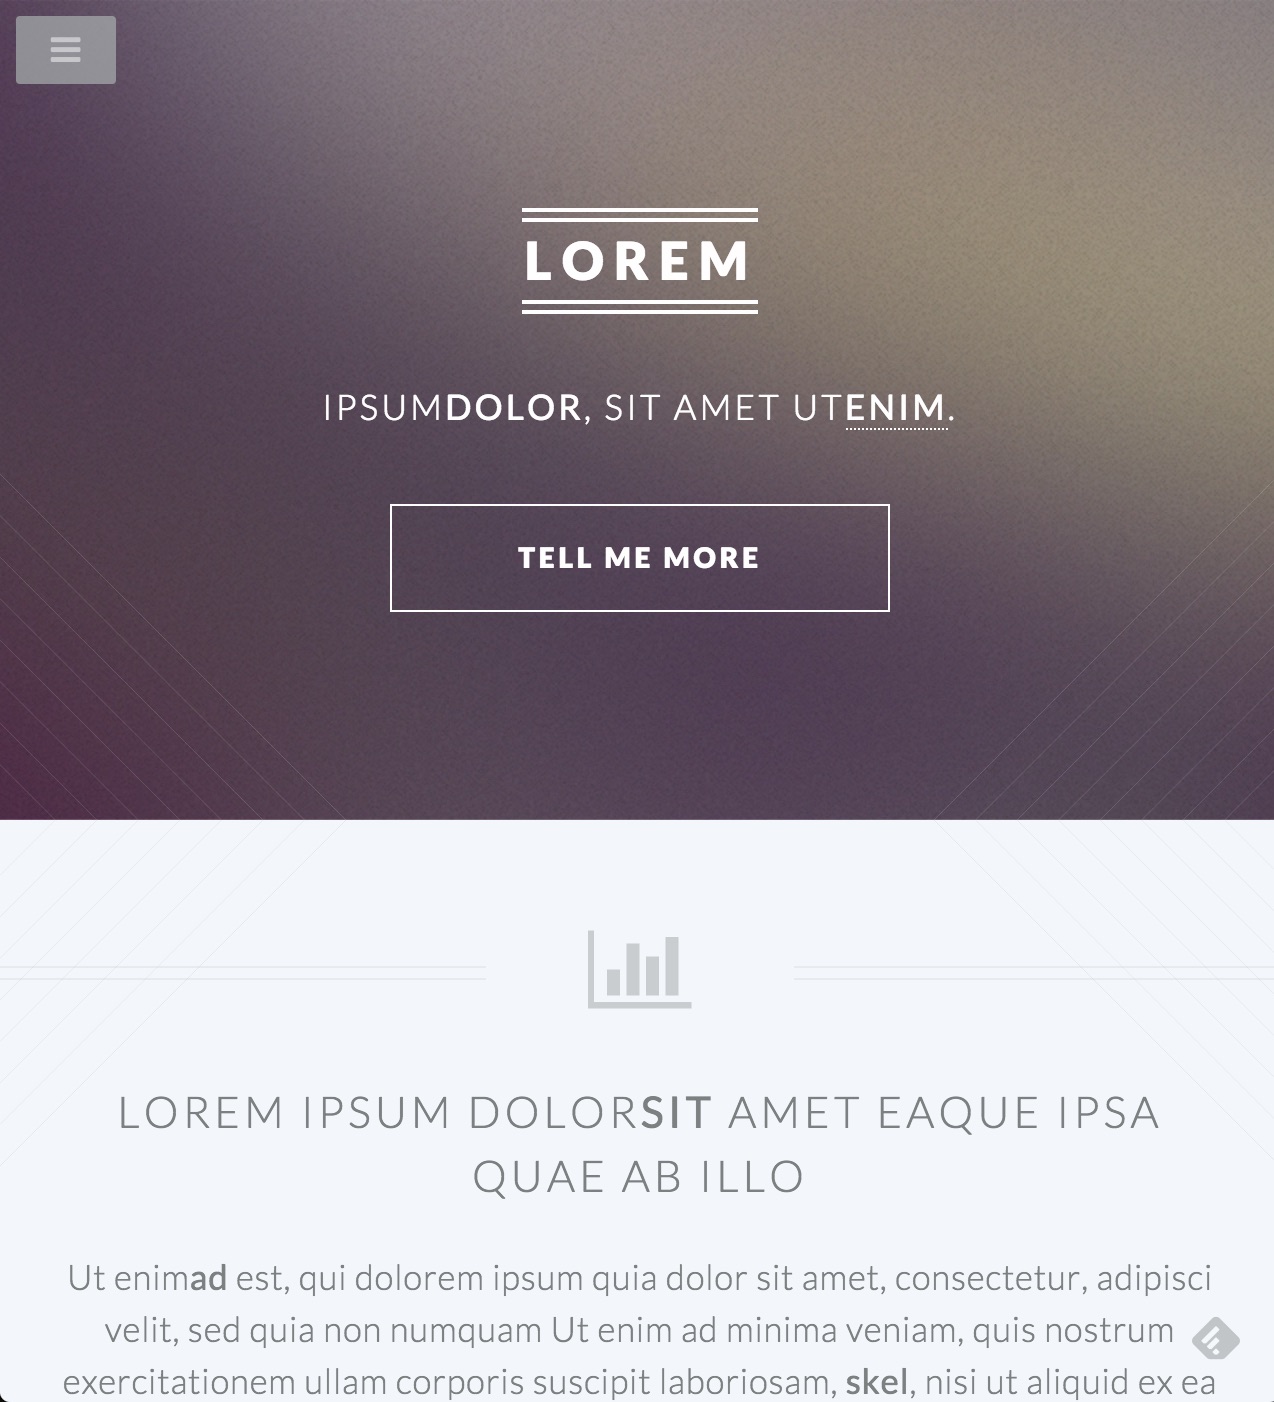 LOREM
IPSUMDOLOR, SIT AMET UTENIM.
TELL ME MORE
LOREM IPSUM DOLORSIT AMET EAQUE IPSA
QUAE AB ILLO
Ut enimad est, qui dolorem ipsum quia dolor sit amet, consectetur, adipisci
velit, sed quia non numquam Ut enim ad minima veniam, quis nostrum
exercitationem ullam corporis suscipit laboriosam, skel, nisi ut aliquid ex ea